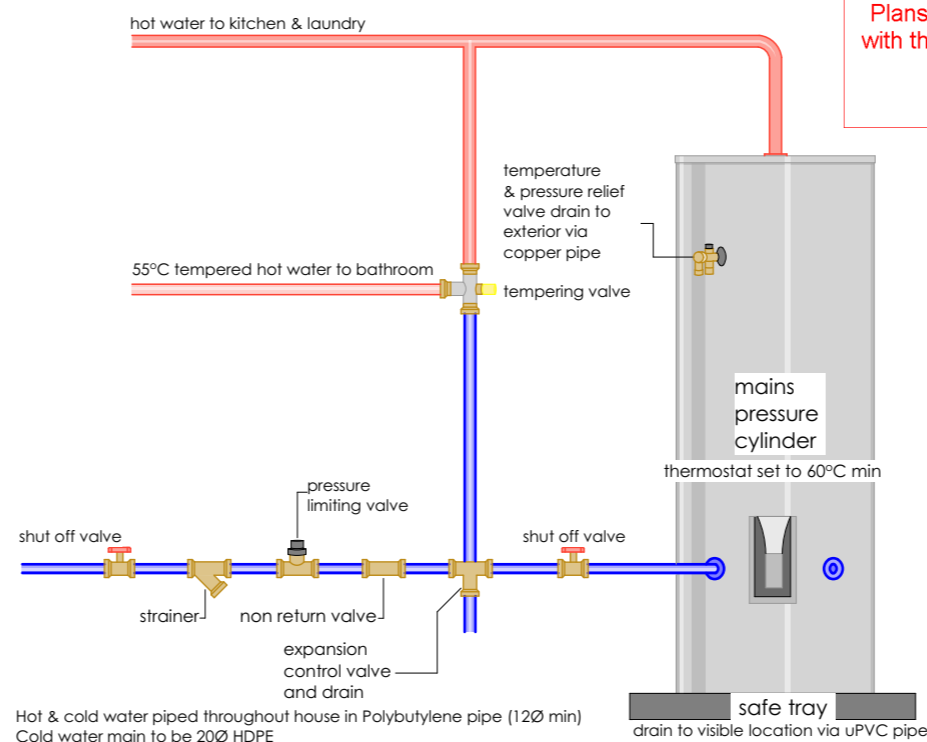 hot water to kitchen & laundry
Plans
with th
temperature
& pressure relief
valve drain to
exterior via
copper pipe
55°C tempered hot water to bathroom
tempering valve
mains
pressure
cylinder
thermostat set to 60°C min
pressure
limiting valve
shut off valve
shut off valve
strainer
non return valve
expansion
control valve
and drain
safe tray
drain to visible location via uPVC pipe
Hot & cold water piped throughout house in Polybutylene pipe (12Ø min)
Cold water main to be 20Ø HDPE